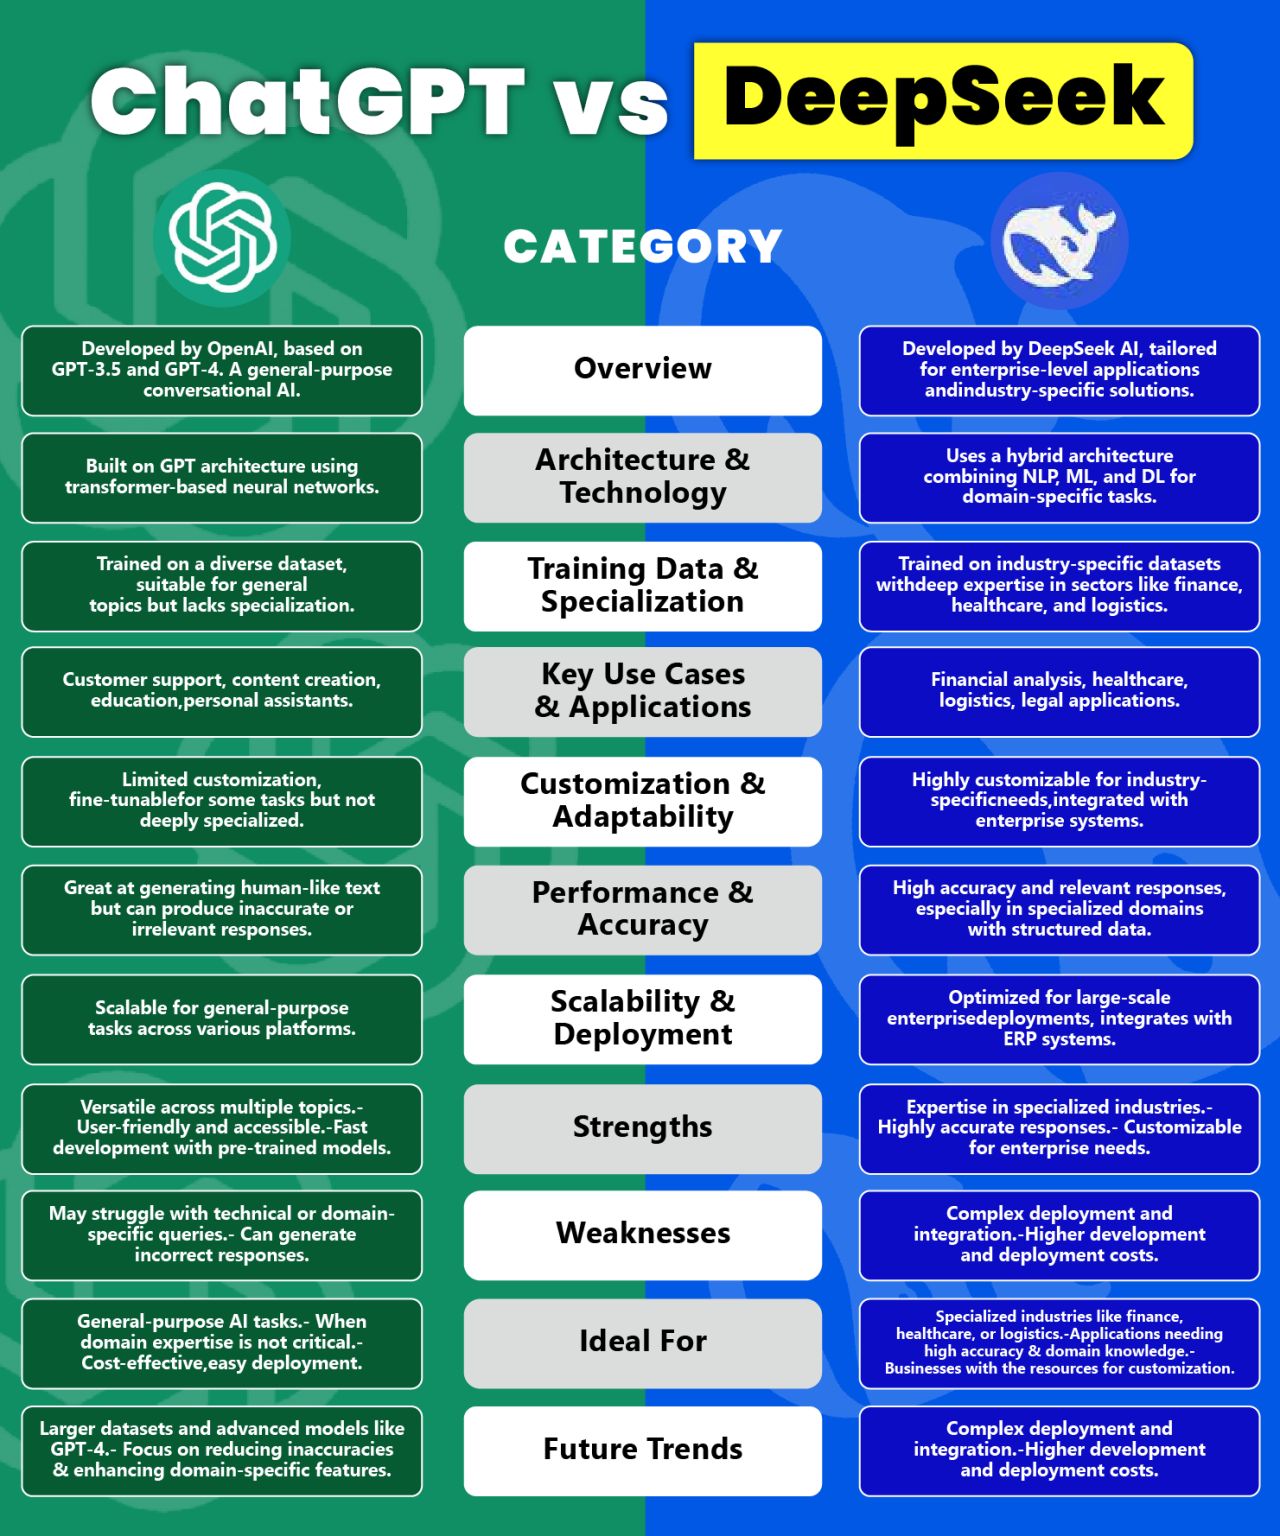 ChatGPT vs DeepSeek
CATEGORY
Developed by OpenAI, based on
GPT-3.5 and GPT-4. A general-purpose
conversational AI.
Overview
Developed by DeepSeek AI, tailored
for enterprise-level applications
andindustry-specific solutions.
Built on GPT architecture using
transformer-based neural networks.
Architecture &
Technology
Uses a hybrid architecture
combining NLP, ML, and DL for
domain-specific tasks.
Trained on a diverse dataset,
suitable for general
topics but lacks specialization.
Training Data &
Specialization
Trained on industry-specific datasets
withdeep expertise in sectors like finance,
healthcare, and logistics.
Customer support, content creation,
education,personal assistants.
Key Use Cases
& Applications
Financial analysis, healthcare,
logistics, legal applications.
Limited customization,
fine-tunablefor some tasks but not
deeply specialized.
Customization &
Adaptability
Highly customizable for industry-
specificneeds,integrated with
enterprise systems.
Great at generating human-like text
but can produce inaccurate or
irrelevant responses.
Performance &
Accuracy
High accuracy and relevant responses,
especially in specialized domains
with structured data.
Scalable for general-purpose
tasks across various platforms.
Scalability &
Deployment
Optimized for large-scale
enterprisedeployments, integrates with
ERP systems.
Versatile across multiple topics.-
User-friendly and accessible.-Fast
development with pre-trained models.
Strengths
Expertise in specialized industries.-
Highly accurate responses.- Customizable
for enterprise needs.
May struggle with technical or domain-
specific queries.- Can generate
incorrect responses.
Weaknesses
Complex deployment and
integration.-Higher development
and deployment costs.
General-purpose AI tasks.- When
domain expertise is not critical.-
Cost-effective,easy deployment.
Ideal For
Specialized industries like finance,
healthcare, or logistics.-Applications needing
high accuracy & domain knowledge.-
Businesses with the resources for customization.
Larger datasets and advanced models like
GPT-4.- Focus on reducing inaccuracies
& enhancing domain-specific features.
Future Trends
Complex deployment and
integration.-Higher development
and deployment costs.